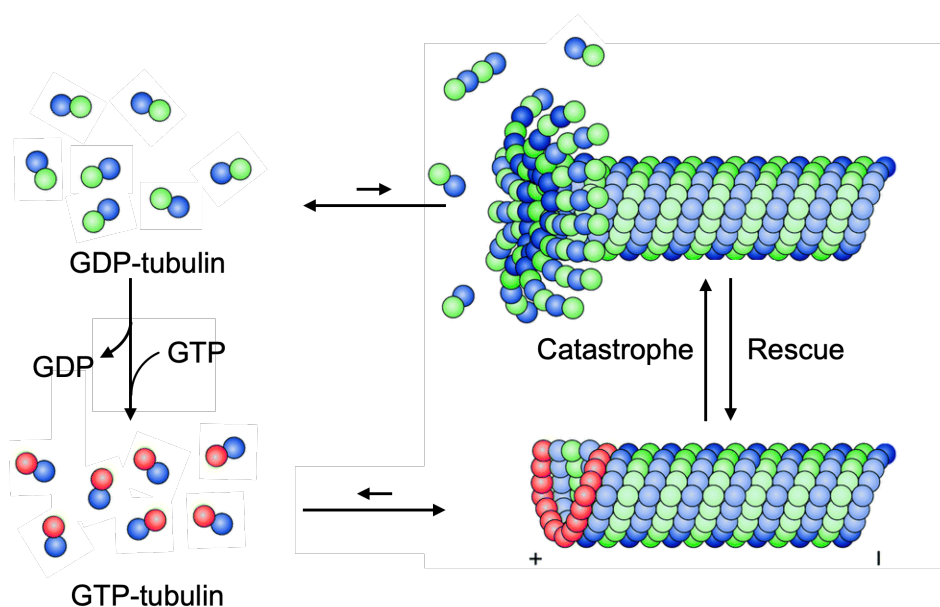 GDP-tubulin
Catastrophe
Rescue
GDP
GTP
+
–
GTP-tubulin